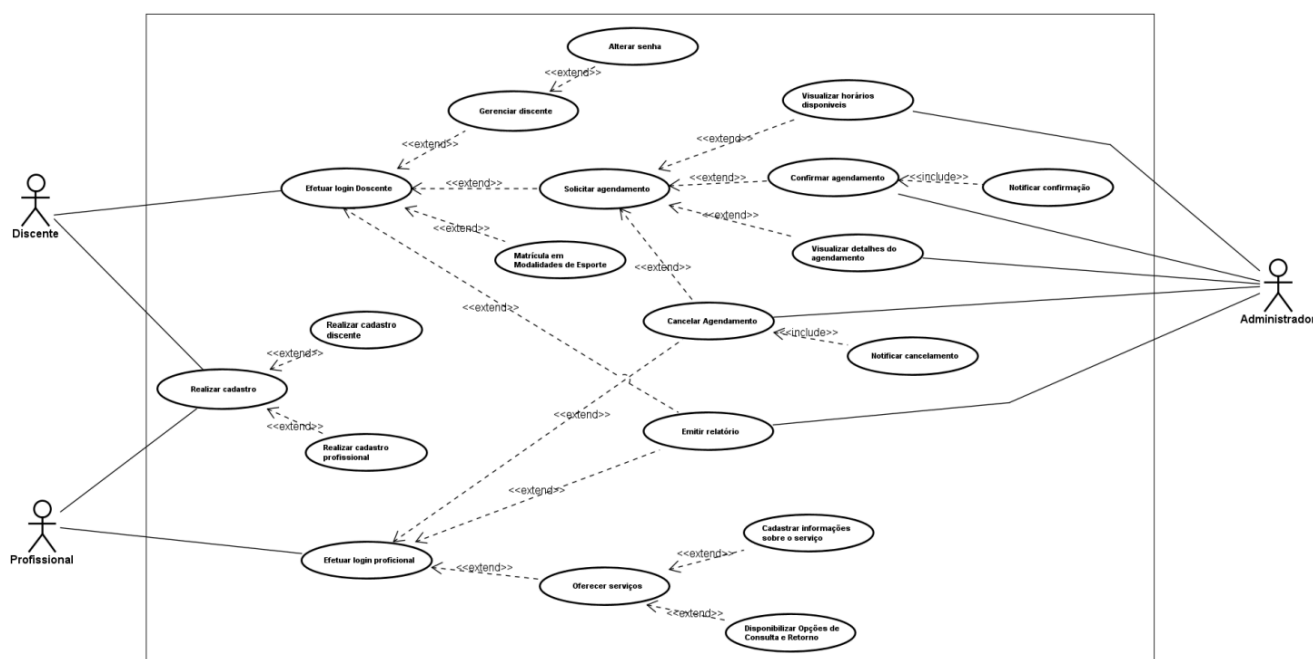 Alterar senha
<<extend>>
Gerenciar discente
Visualizar horários
disponíveis
<<extend>>
<<extend>>
Efetuar login Doscente
<<extend>>
Solicitar agendamento
<<extend>>
Confirmar agendamento
<<include>>
Notificar confirmação
Discente
<<extend>>
<<extend>>
Matrícula em
Modalidades de Esporte
Visualizar detalhes do
agendamento
<<extend>>
<<extend>>
Cancelar Agendamento
<<include>>
Notificar cancelamento
Administrador
Realizar cadastro
discente
<<extend>>
Realizar cadastro
<<extend>>
<<extend>>
Realizar cadastro
profissional
Emitir relatório
<<extend>>
Profissional
Efetuar login proficional
<<extend>>
Oferecer serviços
Cadastrar informações
sobre o serviço
<<extend>>
<<extend>>
Disponibilizar Opções de
Consulta e Retorno